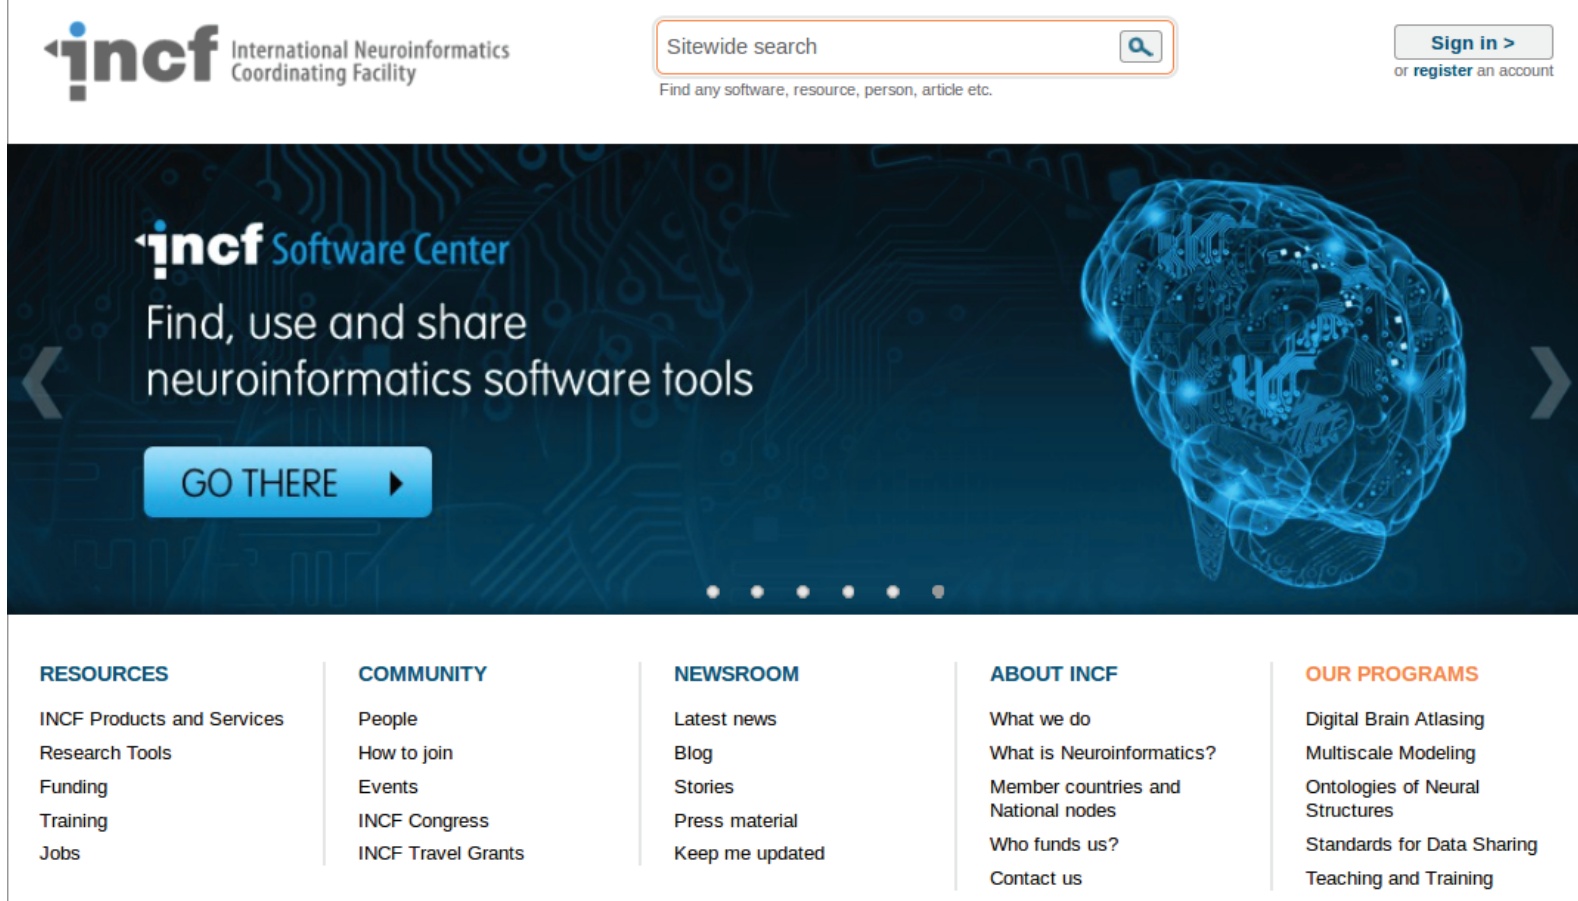 incf International Neuroinformatics
Coordinating Facility
Sitewide search
Find any software, resource, person, article etc.
Sign in >
or register an account
incf Software Center
Find, use and share
neuroinformatics software tools
GO THERE
RESOURCES
INCF Products and Services
Research Tools
Funding
Training
Jobs
COMMUNITY
People
How to join
Events
INCF Congress
INCF Travel Grants
NEWSROOM
Latest news
Blog
Stories
Press material
Keep me updated
ABOUT INCF
What we do
What is Neuroinformatics?
Member countries and
National nodes
Who funds us?
Contact us
OUR PROGRAMS
Digital Brain Atlasing
Multiscale Modeling
Ontologies of Neural
Structures
Standards for Data Sharing
Teaching and Training